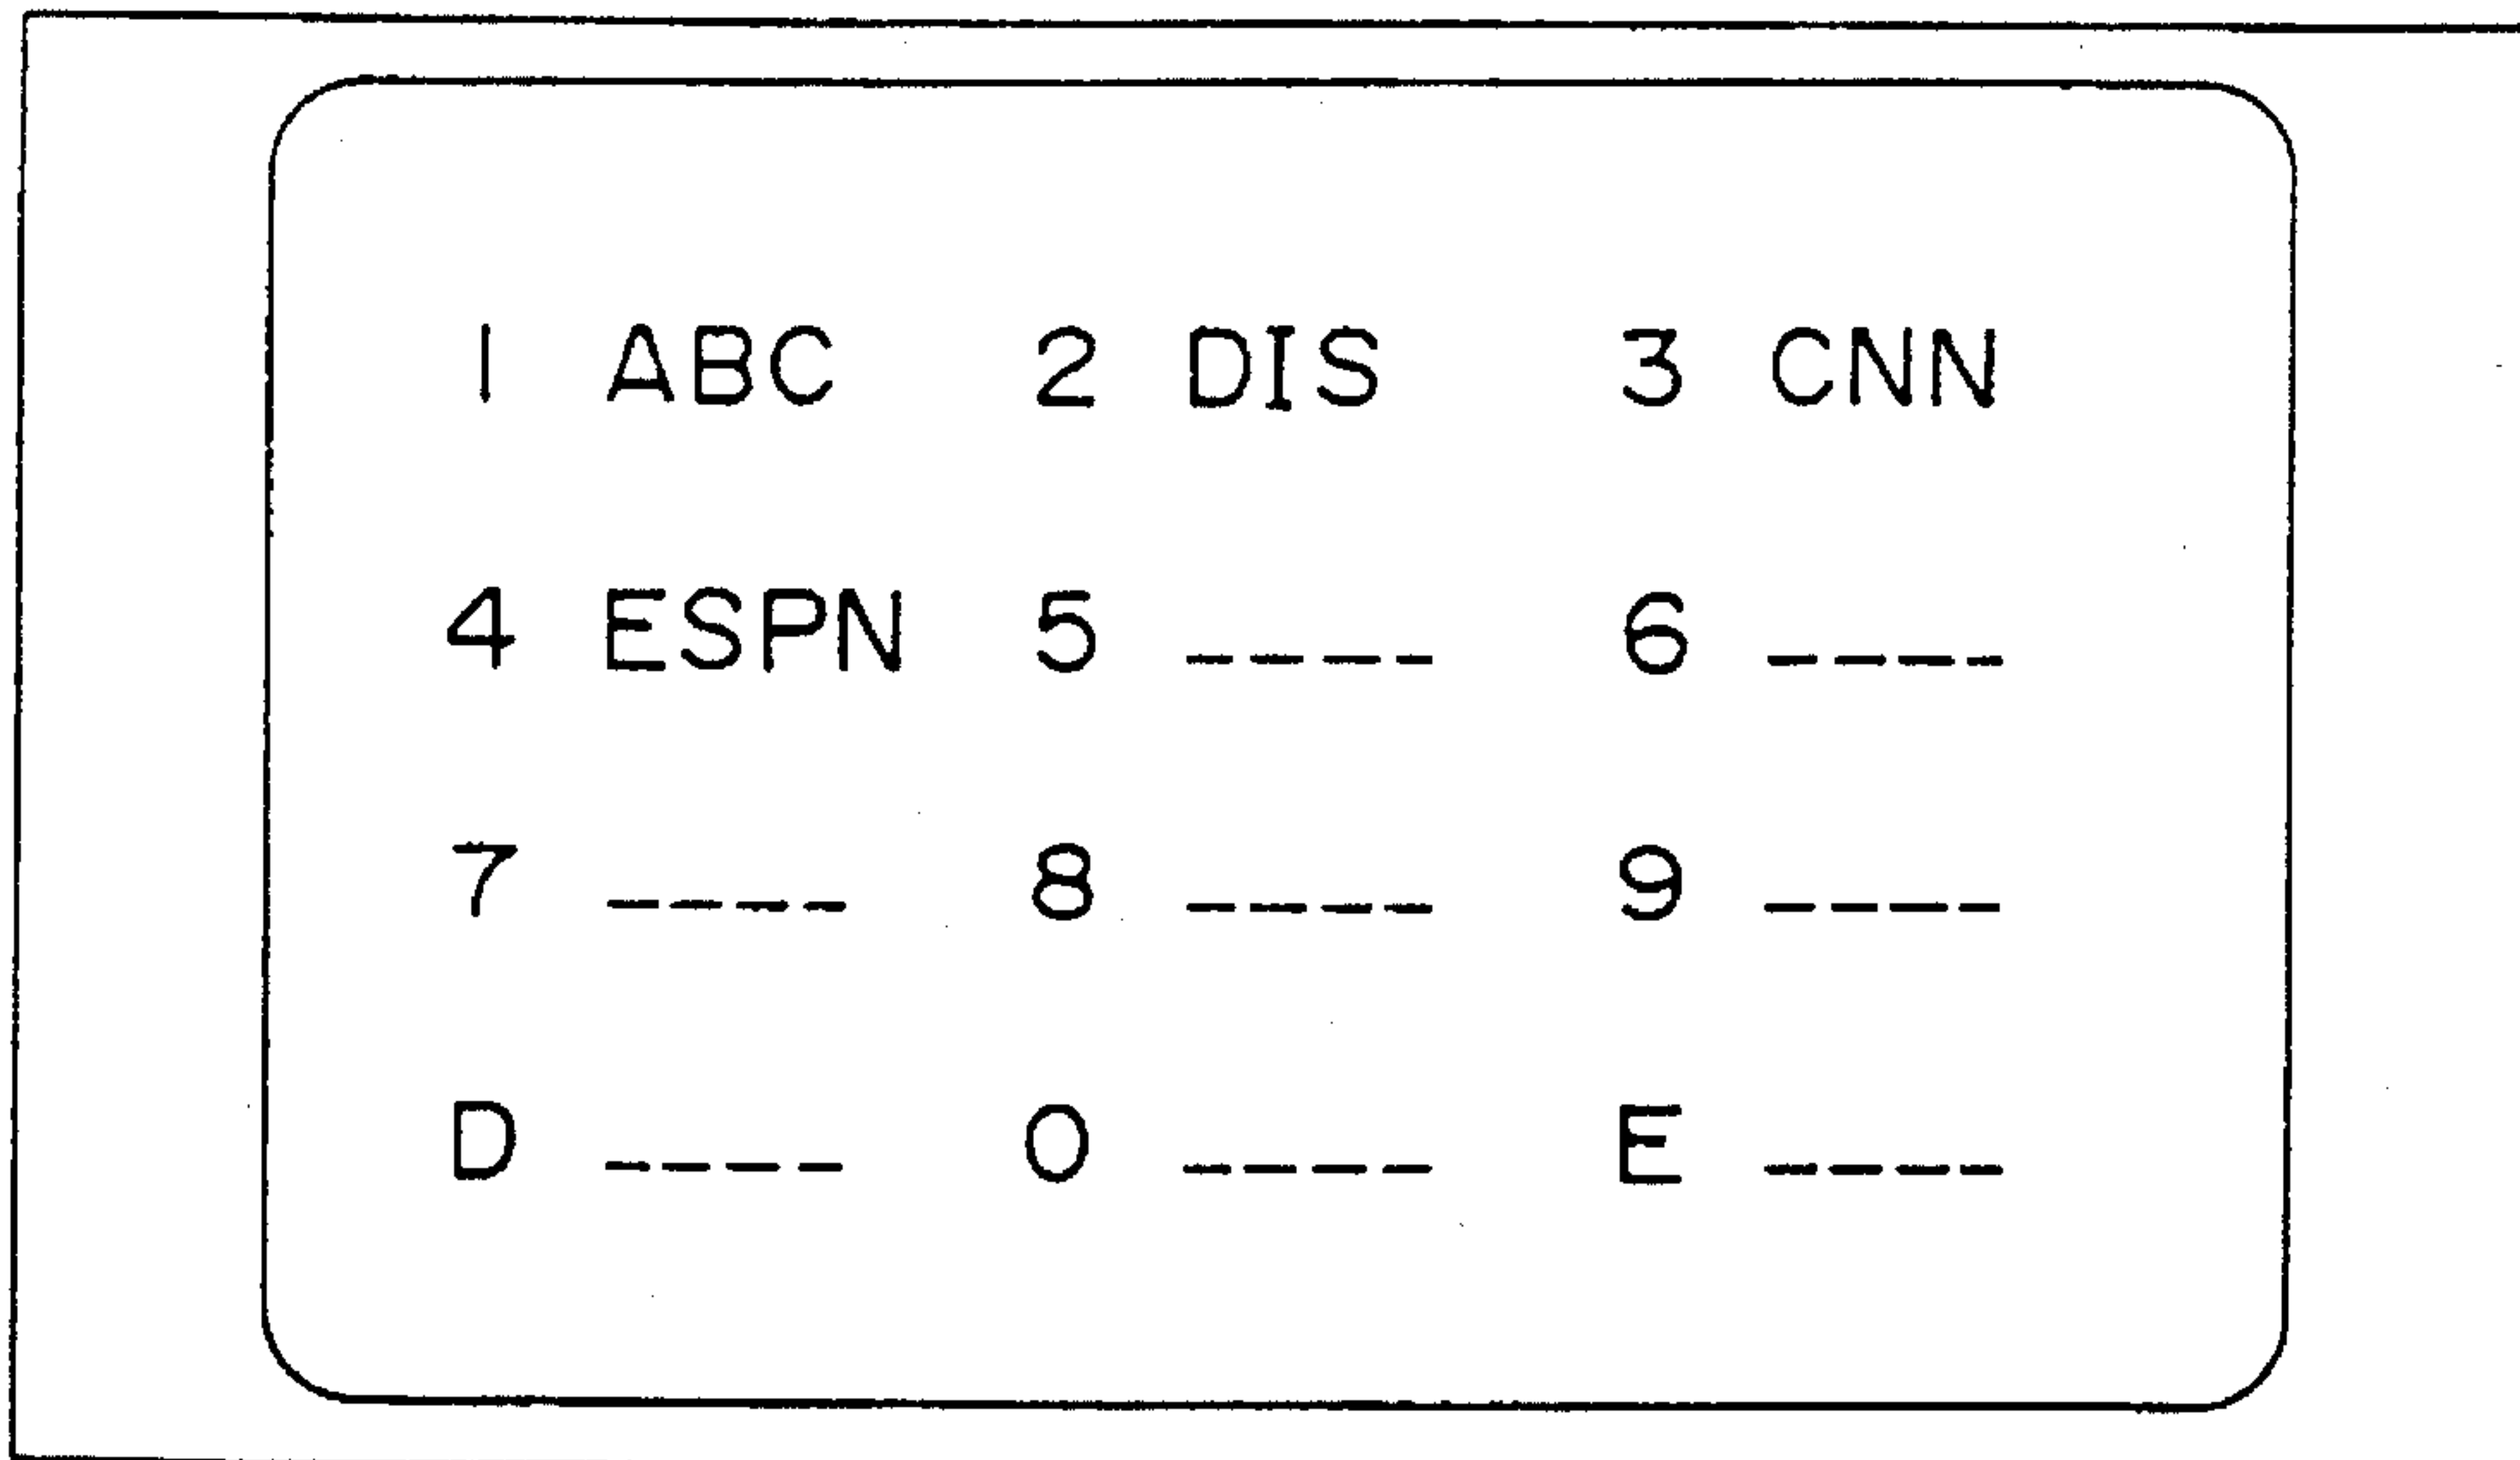 1 ABC 2 DIS 3 CNN
4 ESPN 5 ---- 6 ----
7 ---- 8 ---- 9 ----
D ---- 0 ---- E ----